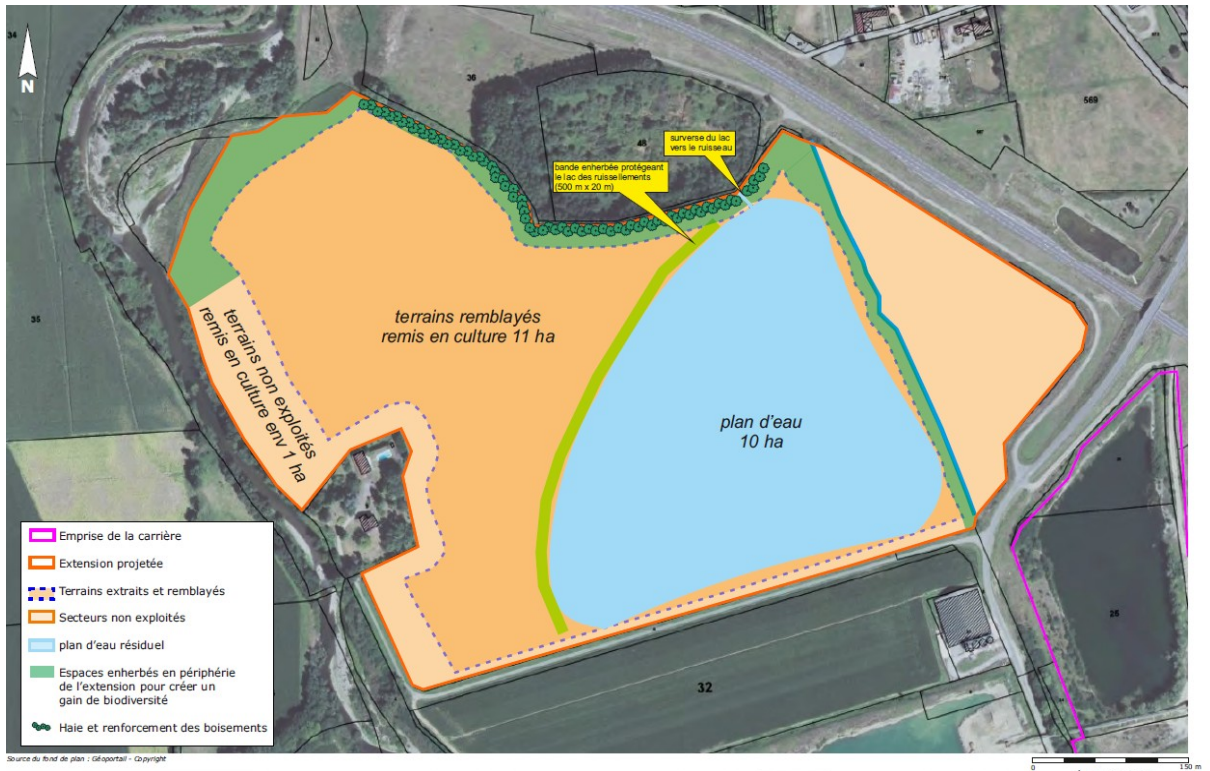 34
36
569
48
N
surverse du lac
vers le ruisseau
bande enherbée protégeant
le lac des ruissellements
(500 m x 20 m)
35
terrains remblayés
remis en culture 11 ha
terrains non exploités
remis en culture env 1 ha
plan d'eau
10 ha
Emprise de la carrière
Extension projetée
Terrains extraits et remblayés
Secteurs non exploités
plan d'eau résiduel
Espaces enherbés en périphérie
de l'extension pour créer un
gain de biodiversité
Haie et renforcement des boisements
32
25
Source du fond de plan : Géoportail - Copyright
0 150 m